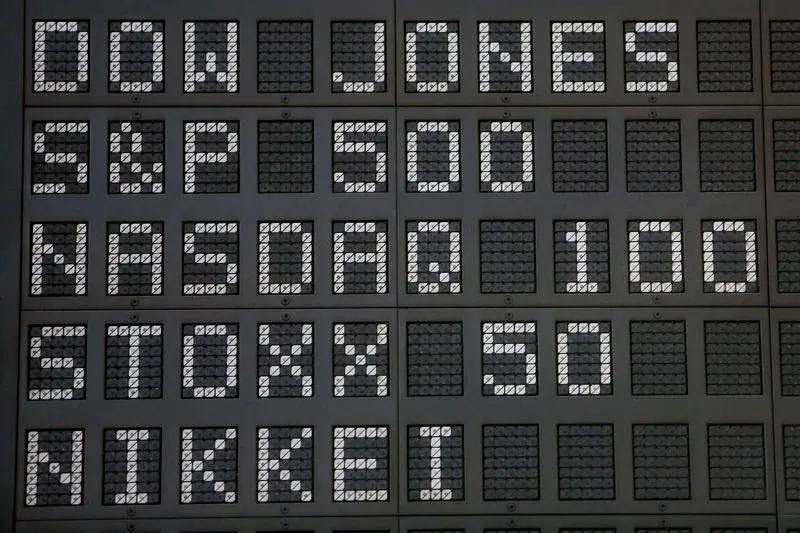 DOW JONES
S&P 500
NASDAQ 100
STOXX 50
NIKKEI